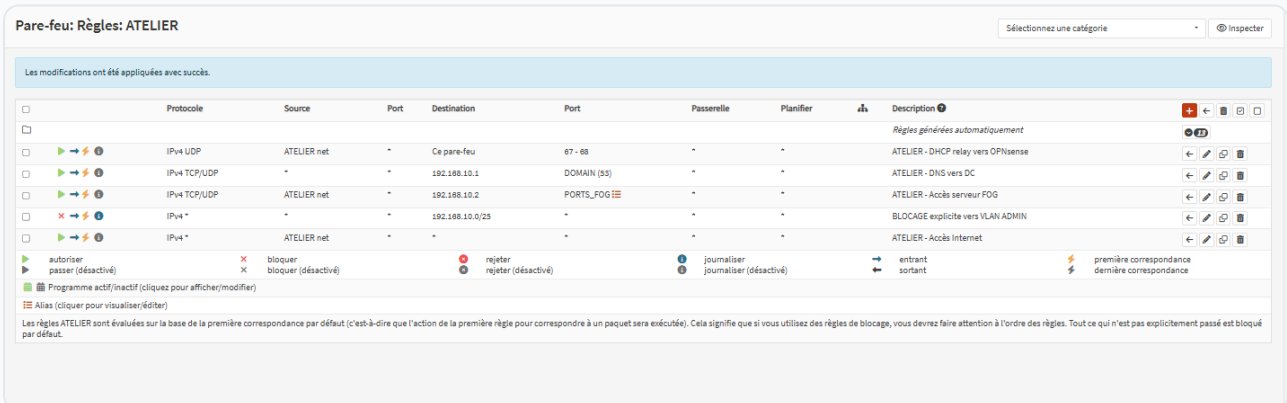 Pare-feu: Règles: ATELIER
Sélectionnez une catégorie
Inspecter
Les modifications ont été appliquées avec succès.
Protocole Source Port Destination Port Passerelle Planifier Description
Règles générées automatiquement 13
IPv4 UDP ATELIER net * Ce pare-feu 67 - 68 * * ATELIER - DHCP relay vers OPNsense
IPv4 TCP/UDP * * 192.168.10.1 DOMAIN (53) * * ATELIER - DNS vers DC
IPv4 TCP/UDP ATELIER net * 192.168.10.2 PORTS_FOG * * ATELIER - Accès serveur FOG
IPv4 * * * 192.168.10.0/25 * * * BLOCAGE explicite vers VLAN ADMIN
IPv4 * ATELIER net * * * * * ATELIER - Accès Internet
autoriser bloquer rejeter journaliser entrant première correspondance
passer (désactivé) bloquer (désactivé) rejeter (désactivé) journaliser (désactivé) sortant dernière correspondance
Programme actif/inactif (cliquez pour afficher/modifier)
Alias (cliquer pour visualiser/éditer)
Les règles ATELIER sont évaluées sur la base de la première correspondance par défaut (c'est-à-dire que l'action de la première règle pour correspondre à un paquet sera exécutée). Cela signifie que si vous utilisez des règles de blocage, vous devrez faire attention à l'ordre des règles. Tout ce qui n'est pas explicitement passé est bloqué
par défaut.